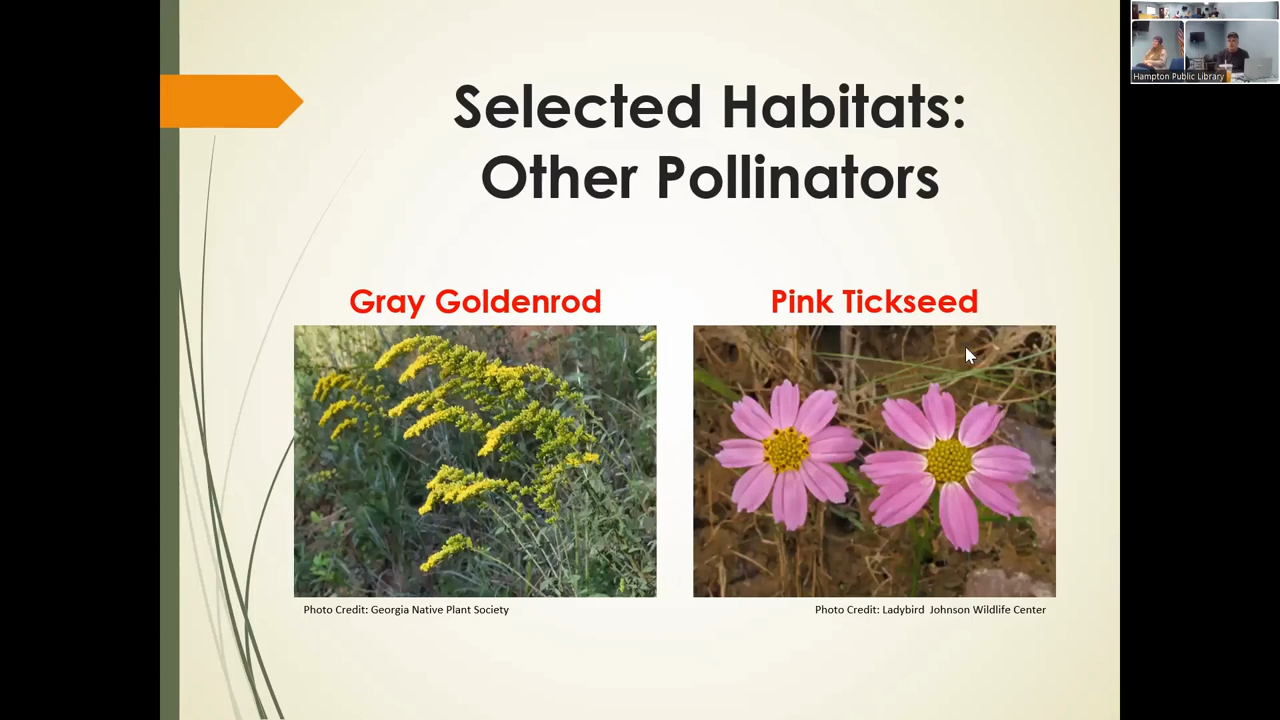 Selected Habitats:
Other Pollinators
Gray Goldenrod
Pink Tickseed
Photo Credit: Georgia Native Plant Society
Photo Credit: Ladybird Johnson Wildlife Center
Hampton Public Library